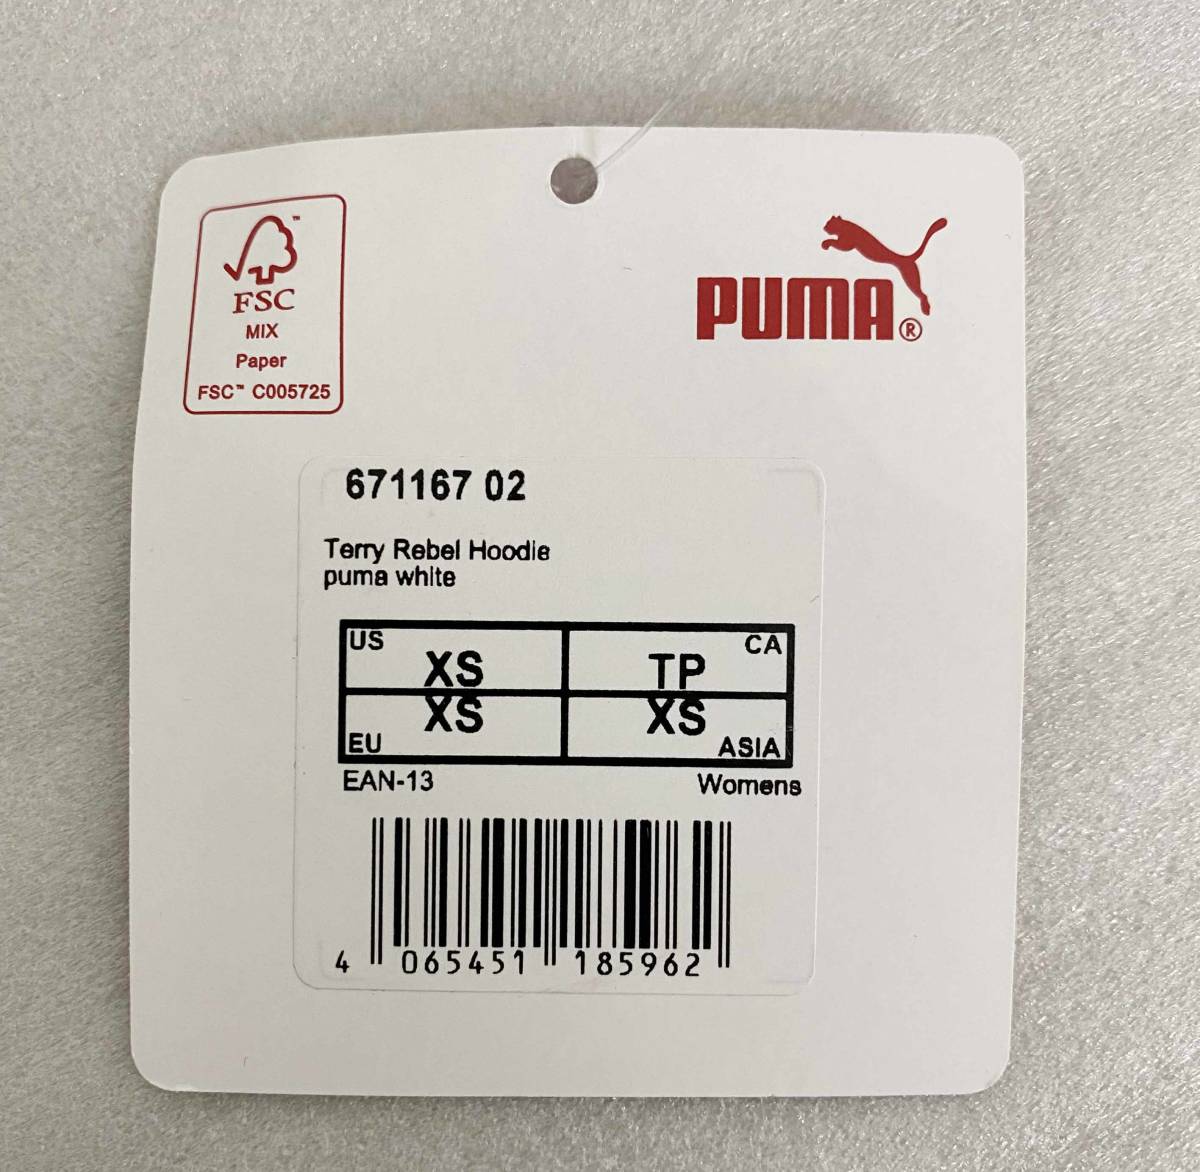 FSC
MIX
Paper
FSC™ C005725
PUMA®
671167 02
Terry Rebel Hoodie
puma white
US XS
TP CA
EU XS
XS ASIA
EAN-13 Womens
4 065451 185962